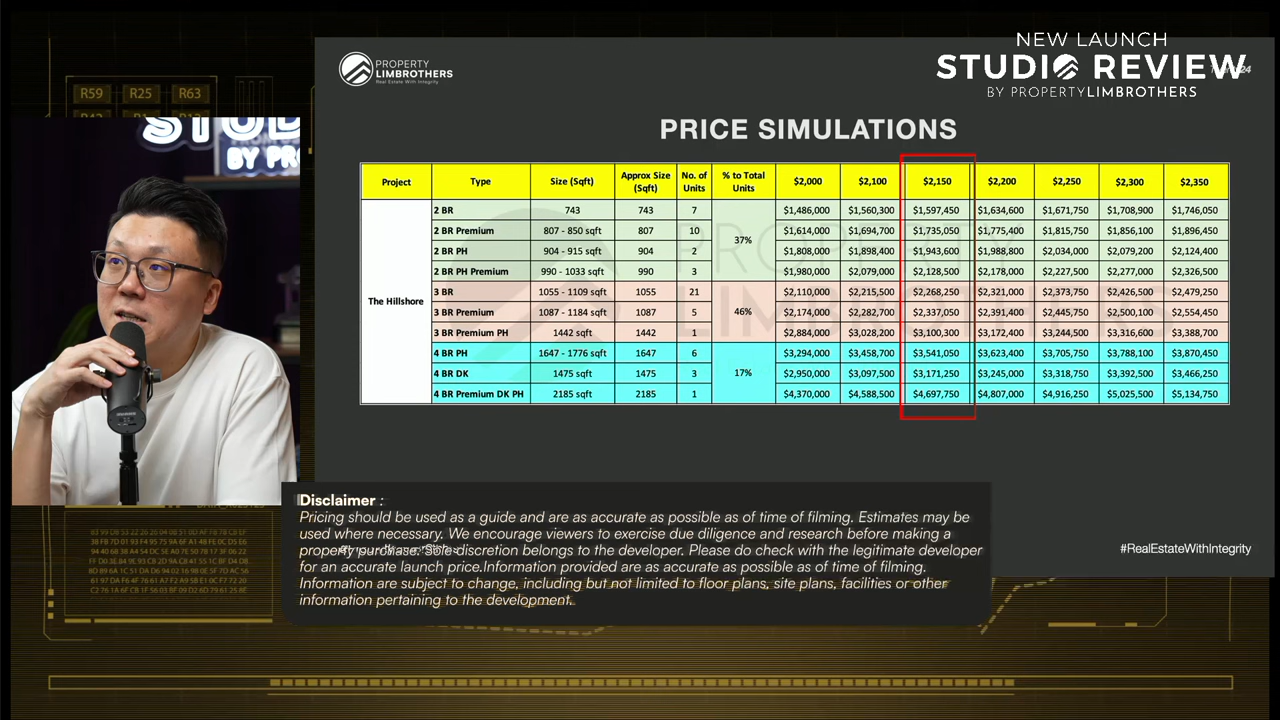 NEW LAUNCH
STUDIO REVIEW
BY PROPERTYLIMBROTHERS
PROPERTY
LIMBROTHERS
Real Estate With Integrity
R59 R25 R63
BY PRO
PRICE SIMULATIONS
Project Type Size (Sqft) Approx Size (Sqft) No. of Units % to Total Units $2,000 $2,100 $2,150 $2,200 $2,250 $2,300 $2,350
The Hillshore
2 BR 743 743 7 $1,486,000 $1,560,300 $1,597,450 $1,634,600 $1,671,750 $1,708,900 $1,746,050
2 BR Premium 807 - 850 sqft 807 10 $1,614,000 $1,694,700 $1,735,050 $1,775,400 $1,815,750 $1,856,100 $1,896,450
37%
2 BR PH 904 - 915 sqft 904 2 $1,808,000 $1,898,400 $1,943,600 $1,988,800 $2,034,000 $2,079,200 $2,124,400
2 BR PH Premium 990 - 1033 sqft 990 3 $1,980,000 $2,079,000 $2,128,500 $2,178,000 $2,227,500 $2,277,000 $2,326,500
3 BR 1055 - 1109 sqft 1055 21 $2,110,000 $2,215,500 $2,268,250 $2,321,000 $2,373,750 $2,426,500 $2,479,250
3 BR Premium 1087 - 1184 sqft 1087 5 46% $2,174,000 $2,282,700 $2,337,050 $2,391,400 $2,445,750 $2,500,100 $2,554,450
3 BR Premium PH 1442 sqft 1442 1 $2,884,000 $3,028,200 $3,100,300 $3,172,400 $3,244,500 $3,316,600 $3,388,700
4 BR PH 1647 - 1776 sqft 1647 6 $3,294,000 $3,458,700 $3,541,050 $3,623,400 $3,705,750 $3,788,100 $3,870,450
4 BR DK 1475 sqft 1475 3 17% $2,950,000 $3,097,500 $3,171,250 $3,245,000 $3,318,750 $3,392,500 $3,466,250
4 BR Premium DK PH 2185 sqft 2185 1 $4,370,000 $4,588,500 $4,697,750 $4,807,000 $4,916,250 $5,025,500 $5,134,750
PROPERTY
LIMBROTHERS
Disclaimer :
Pricing should be used as a guide and are as accurate as possible as of time of filming. Estimates may be
used where necessary. We encourage viewers to exercise due diligence and research before making a
property purchase. Sole discretion belongs to the developer. Please do check with the legitimate developer
for an accurate launch price.Information provided are as accurate as possible as of time of filming.
Information are subject to change, including but not limited to floor plans, site plans, facilities or other
information pertaining to the development.
#RealEstateWithIntegrity